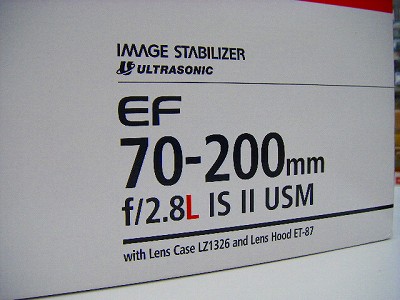 IMAGE STABILIZER
ULTRASONIC
EF
70-200mm
f/2.8L IS II USM
with Lens Case LZ1326 and Lens Hood ET-87